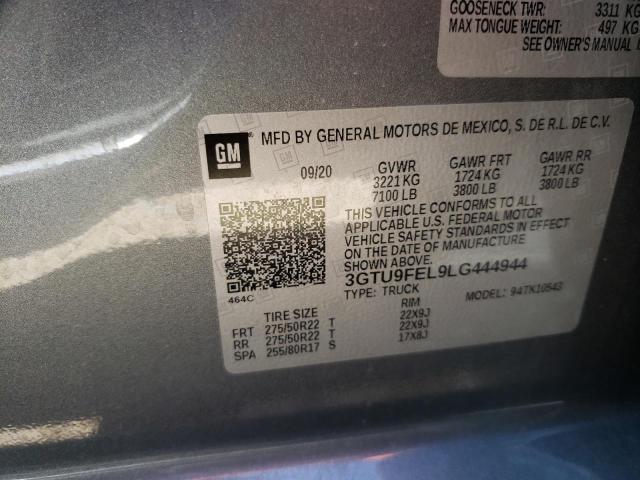 GOOSENECK TWR: 3311 KG
MAX TONGUE WEIGHT: 497 KG
SEE OWNER'S MANUAL
GM
MFD BY GENERAL MOTORS DE MEXICO, S. DE R.L. DE C.V.
09/20 GVWR GAWR FRT GAWR RR
3221 KG 1724 KG 1724 KG
7100 LB 3800 LB 3800 LB
THIS VEHICLE CONFORMS TO ALL
APPLICABLE U.S. FEDERAL MOTOR
VEHICLE SAFETY STANDARDS IN EFFECT
ON THE DATE OF MANUFACTURE
SHOWN ABOVE.
3GTU9FEL9LG444944
464C
TYPE: TRUCK MODEL: 94TK10543
TIRE SIZE RIM
FRT 275/50R22 T 22X9J
RR 275/50R22 T 22X9J
SPA 255/80R17 S 17X8J